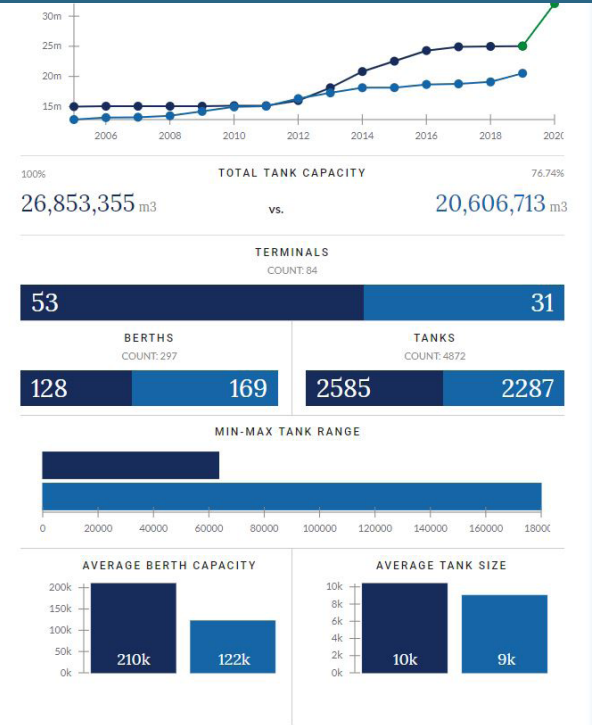 30m
25m
20m
15m
2006 2008 2010 2012 2014 2016 2018 2020
100% TOTAL TANK CAPACITY 76.74%
26,853,355 m3 vs. 20,606,713 m3
TERMINALS
COUNT: 84
53 31
BERTHS TANKS
COUNT: 297 COUNT: 4872
128 169 2585 2287
MIN-MAX TANK RANGE
0 20000 40000 60000 80000 100000 120000 140000 160000 18000
AVERAGE BERTH CAPACITY AVERAGE TANK SIZE
200k 10k
150k 8k
100k 6k
50k 4k
0k 2k
0k
210k 122k 10k 9k